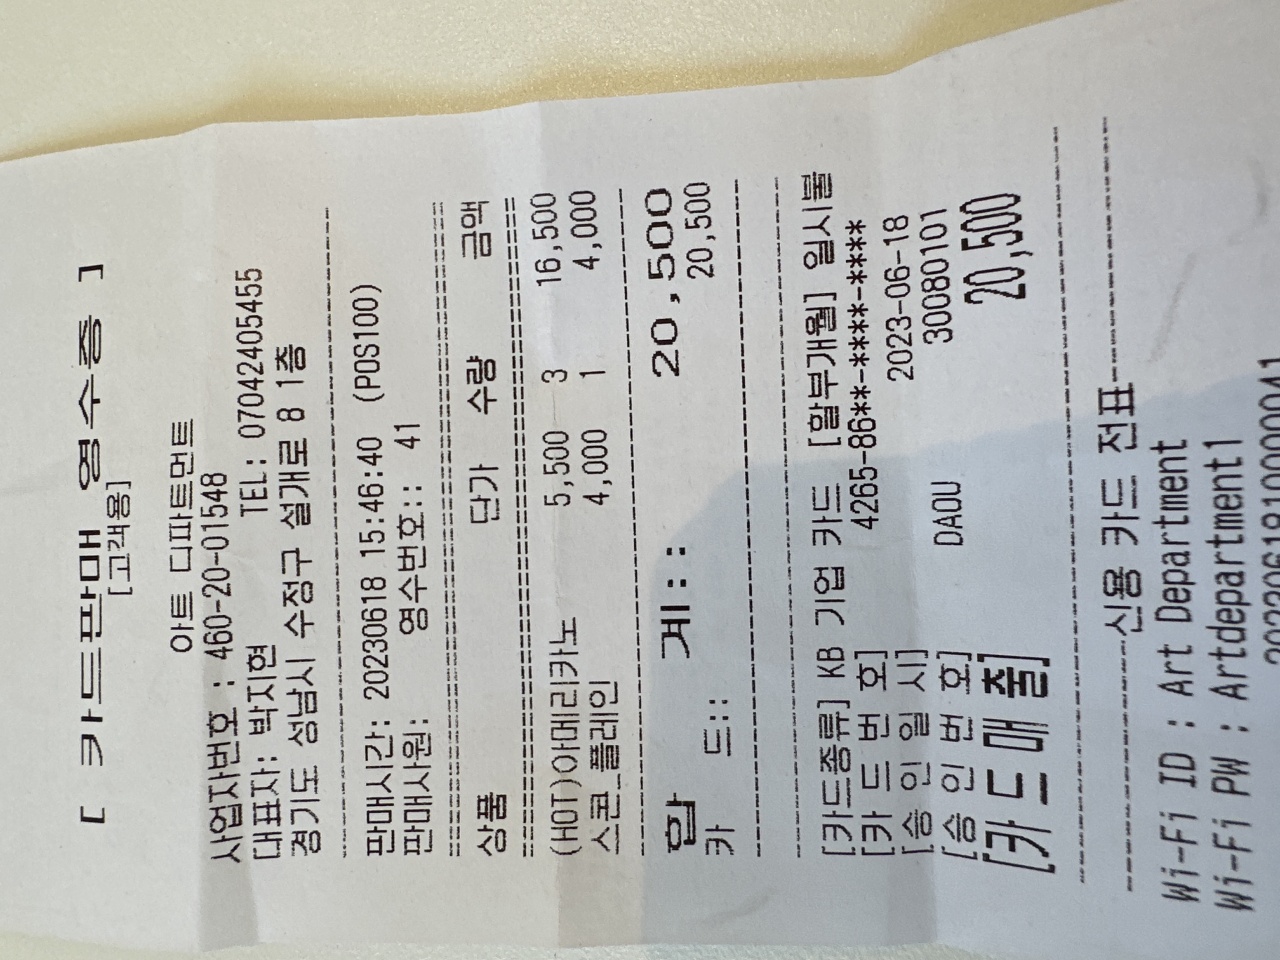 [ 카드판매 영수증 ]
[고객용]
아트 디파트먼트
사업자번호 : 460-20-01548
[대표자: 박지현 TEL: 07042405455
경기도 성남시 수정구 설개로 8 1층
판매시간: 20230618 15:46:40 (POS100)
판매사원: 영수번호:: 41
상품 단가 수량 금액
(HOT)아메리카노 5,500 3 16,500
스콘_플레인 4,000 1 4,000
합 계:: 20,500
카 드:: 20,500
[카드종류] KB 기업 카드 [할부개월] 일시불
[카 드 번 호] 4265-86**-****-****
[승 인 일 시] 2023-06-18
[승 인 번 호] DAOU 30080101
[카 드 매 출] 20,500
신용 카드 전표
Wi-Fi ID : Art Department
Wi-Fi PW : Artdepartment1